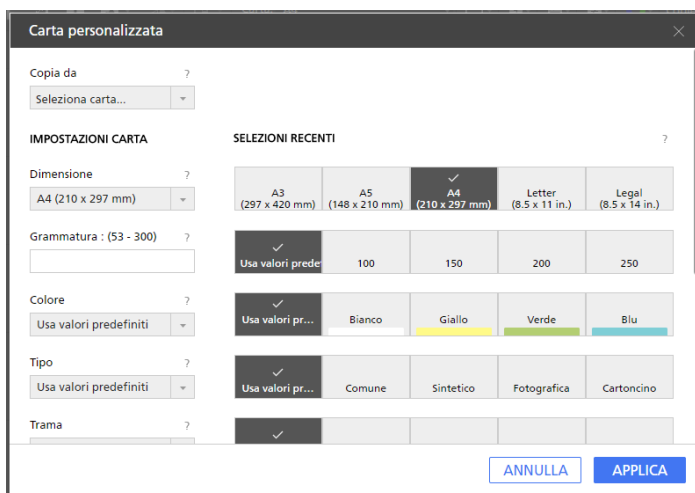 Carta personalizzata
Copia da ?
Seleziona carta...
IMPOSTAZIONI CARTA
SELEZIONI RECENTI ?
Dimensione ?
A4 (210 x 297 mm)
A3
(297 x 420 mm)
A5
(148 x 210 mm)
A4
(210 x 297 mm)
Letter
(8.5 x 11 in.)
Legal
(8.5 x 14 in.)
Grammatura : (53 - 300) ?
Usa valori prede
100
150
200
250
Colore ?
Usa valori predefiniti
Usa valori pr...
Bianco
Giallo
Verde
Blu
Tipo ?
Usa valori predefiniti
Usa valori pr...
Comune
Sintetico
Fotografica
Cartoncino
Trama ?
ANNULLA
APPLICA